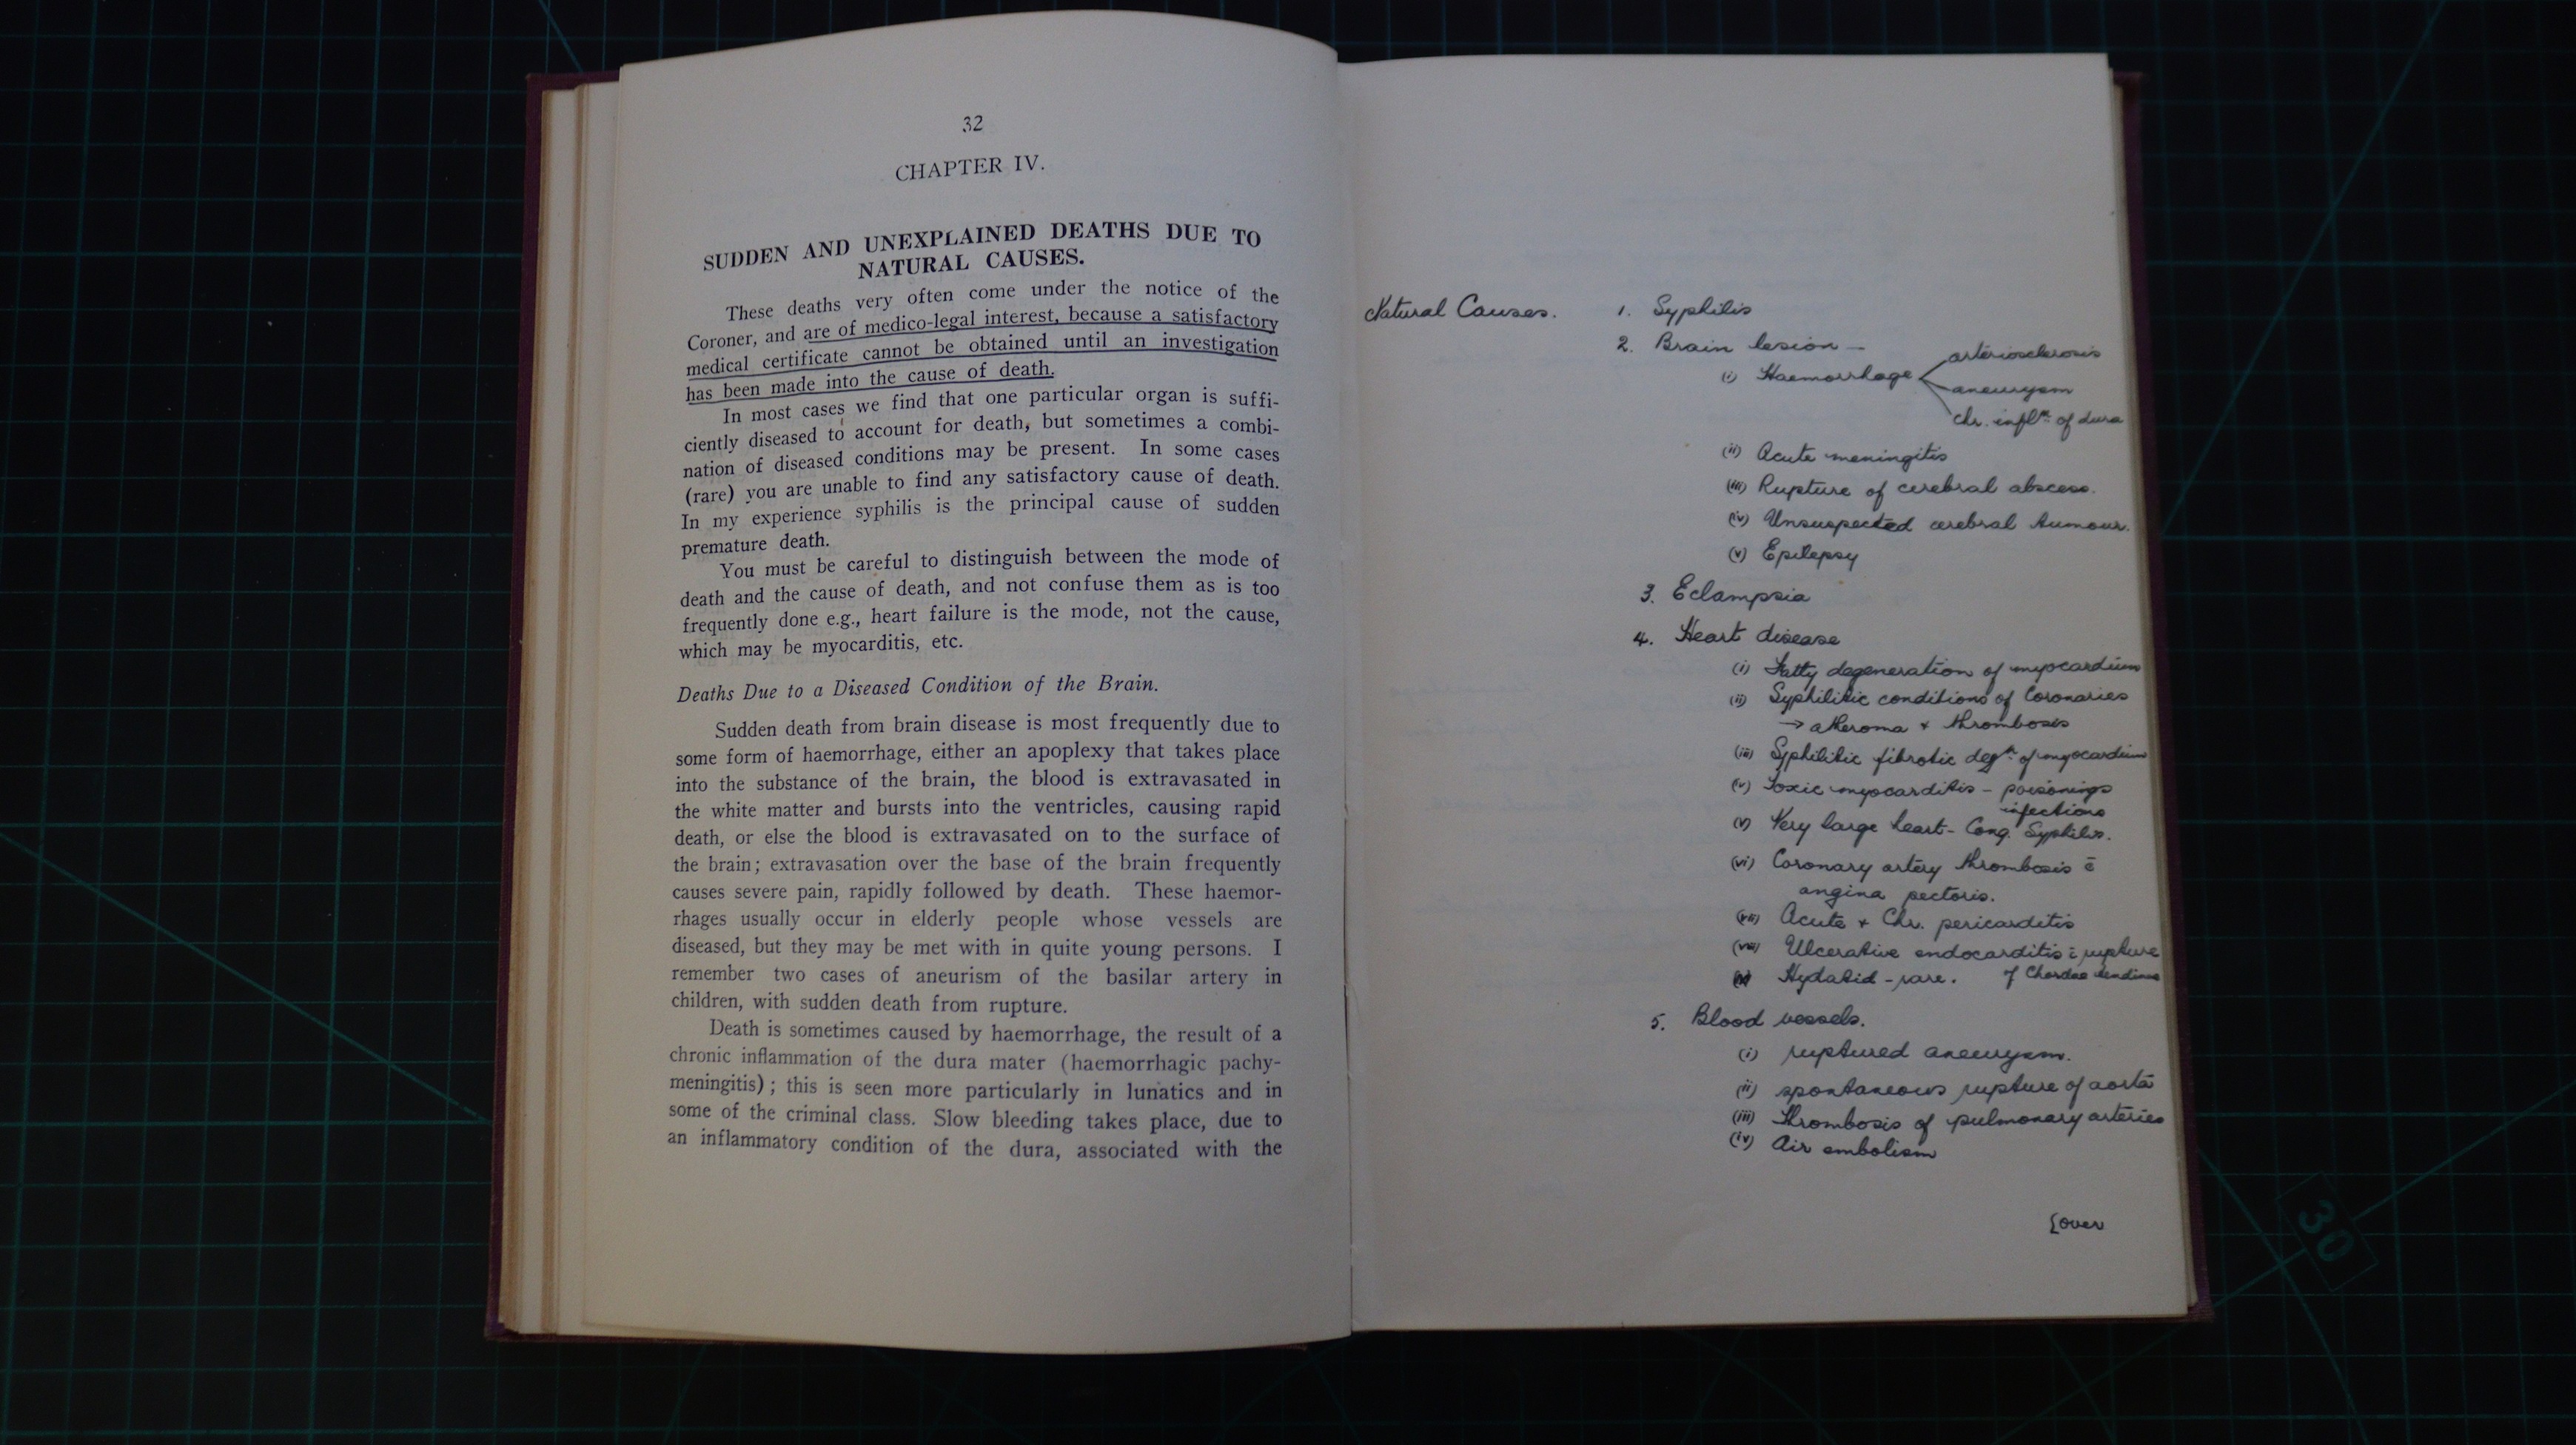 32
CHAPTER IV.
SUDDEN AND UNEXPLAINED DEATHS DUE TO
NATURAL CAUSES.
These deaths very often come under the notice of the
Coroner, and are of medico-legal interest, because a satisfactory
medical certificate cannot be obtained until an investigation
has been made into the cause of death.
In most cases we find that one particular organ is suffi-
ciently diseased to account for death, but sometimes a combi-
nation of diseased conditions may be present. In some cases
(rare) you are unable to find any satisfactory cause of death.
In my experience syphilis is the principal cause of sudden
premature death.
You must be careful to distinguish between the mode of
death and the cause of death, and not confuse them as is too
frequently done e.g., heart failure is the mode, not the cause,
which may be myocarditis, etc.
Deaths Due to a Diseased Condition of the Brain.
Sudden death from brain disease is most frequently due to
some form of haemorrhage, either an apoplexy that takes place
into the substance of the brain, the blood is extravasated in
the white matter and bursts into the ventricles, causing rapid
death, or else the blood is extravasated on to the surface of
the brain; extravasation over the base of the brain frequently
causes severe pain, rapidly followed by death. These haemor-
rhages usually occur in elderly people whose vessels are
diseased, but they may be met with in quite young persons. I
remember two cases of aneurism of the basilar artery in
children, with sudden death from rupture.
Death is sometimes caused by haemorrhage, the result of a
chronic inflammation of the dura mater (haemorrhagic pachy-
meningitis); this is seen more particularly in lunatics and in
some of the criminal class. Slow bleeding takes place, due to
an inflammatory condition of the dura, associated with the
Natural Causes. 1. Syphilis
2. Brain lesion —
(i) Haemorrhage
arteriosclerosis
aneurysm
chr. infl^m. of dura
(ii) Acute meningitis
(iii) Rupture of cerebral abscess.
(iv) Unsuspected cerebral tumour.
(v) Epilepsy
3. Eclampsia
4. Heart disease
(i) Fatty degeneration of myocardium
(ii) Syphilitic conditions of Coronaries
→ atheroma + thrombosis
(iii) Syphilitic fibrotic deg^n. of myocardium
(iv) Toxic myocarditis - poisonings
infections
(v) Very large heart - Cong. Syphilis.
(vi) Coronary artery thrombosis c̄
angina pectoris.
(vii) Acute + Chr. pericarditis
(viii) Ulcerative endocarditis c̄ rupture
of Chordae tendinae
Hydatid - rare.
5. Blood vessels.
(i) ruptured aneurysm.
(ii) spontaneous rupture of aorta
(iii) Thrombosis of pulmonary arteries
(iv) Air embolism
[over
30